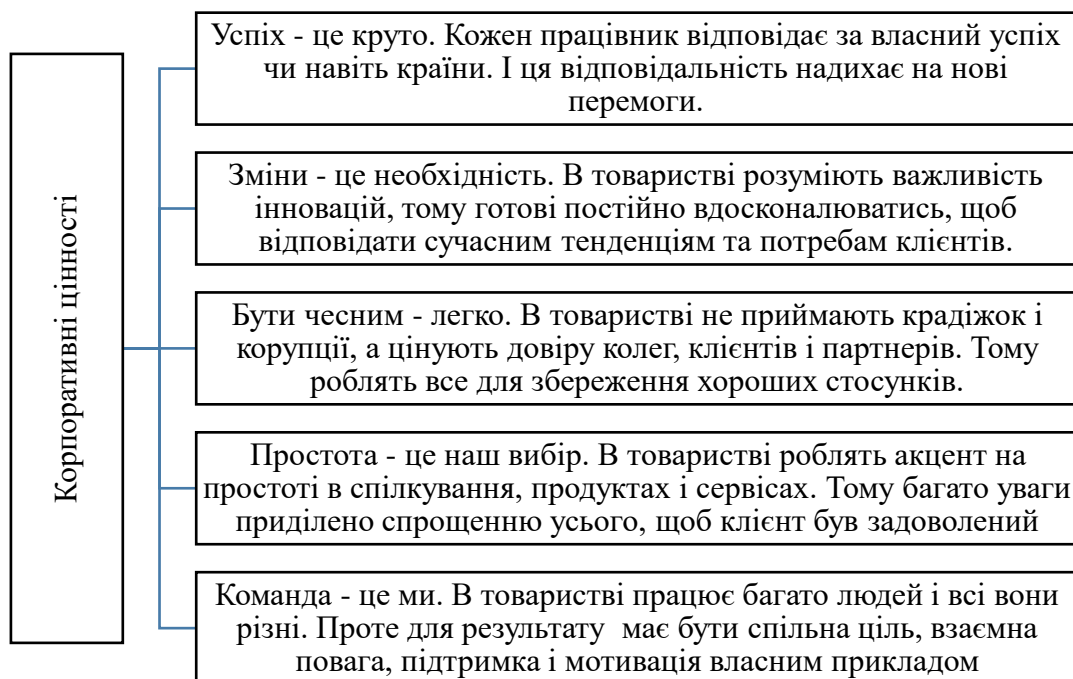 Корпоративні цінності
Успіх - це круто. Кожен працівник відповідає за власний успіх
чи навіть країни. І ця відповідальність надихає на нові
перемоги.
Зміни - це необхідність. В товаристві розуміють важливість
інновацій, тому готові постійно вдосконалюватись, щоб
відповідати сучасним тенденціям та потребам клієнтів.
Бути чесним - легко. В товаристві не приймають крадіжок і
корупції, а цінують довіру колег, клієнтів і партнерів. Тому
роблять все для збереження хороших стосунків.
Простота - це наш вибір. В товаристві роблять акцент на
простоті в спілкування, продуктах і сервісах. Тому багато уваги
приділено спрощенню усього, щоб клієнт був задоволений
Команда - це ми. В товаристві працює багато людей і всі вони
різні. Проте для результату має бути спільна ціль, взаємна
повага, підтримка і мотивація власним прикладом